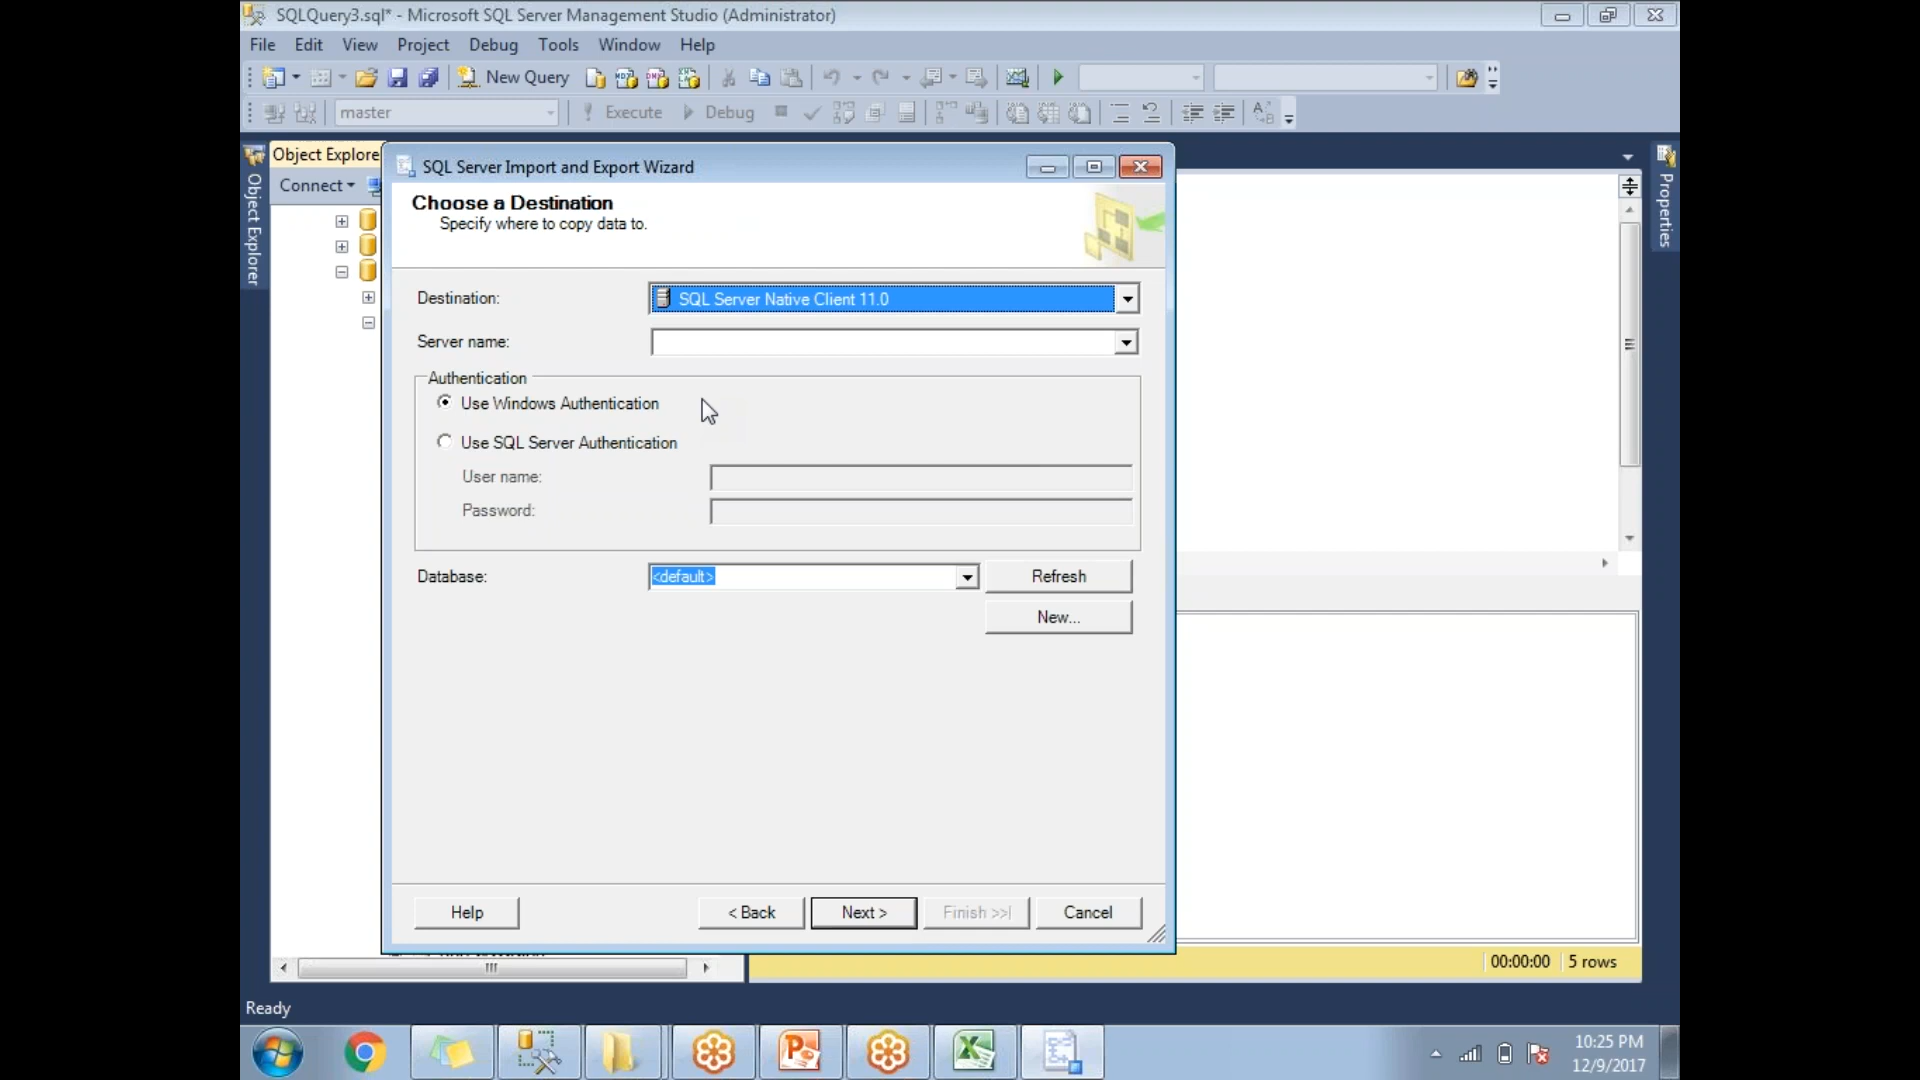 SQLQuery3.sql* - Microsoft SQL Server Management Studio (Administrator)
File Edit View Project Debug Tools Window Help
New Query
master Execute Debug
Object Explore
Connect
Object Explorer
Properties
SQL Server Import and Export Wizard
Choose a Destination
Specify where to copy data to.
Destination: SQL Server Native Client 11.0
Server name:
Authentication
Use Windows Authentication
Use SQL Server Authentication
User name:
Password:
Database: <default> Refresh
New...
Help < Back Next > Finish >>| Cancel
00:00:00 5 rows
Ready
10:25 PM
12/9/2017